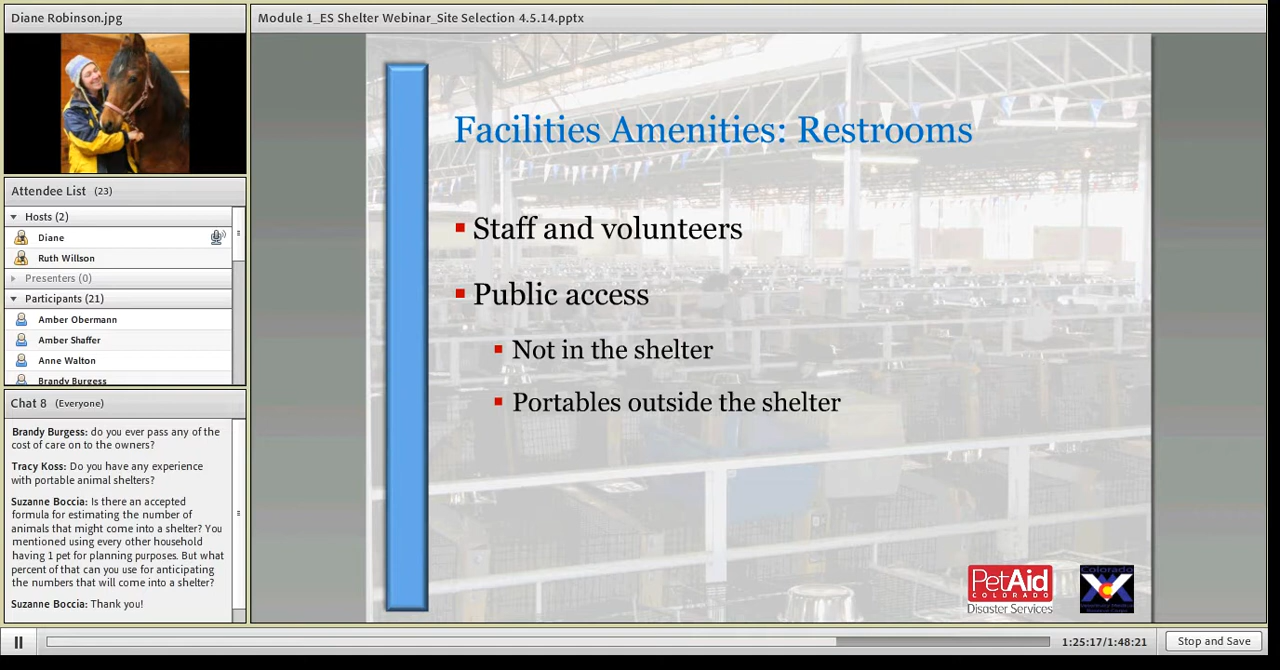 Diane Robinson.jpg
Module 1_ES Shelter Webinar_Site Selection 4.5.14.pptx
Attendee List (23)
Hosts (2)
Diane
Ruth Willson
Presenters (0)
Participants (21)
Amber Obermann
Amber Shaffer
Anne Walton
Brandy Burgess
Chat 8 (Everyone)
Brandy Burgess: do you ever pass any of the
cost of care on to the owners?
Tracy Koss: Do you have any experience
with portable animal shelters?
Suzanne Boccia: Is there an accepted
formula for estimating the number of
animals that might come into a shelter? You
mentioned using every other household
having 1 pet for planning purposes. But what
percent of that can you use for anticipating
the numbers that will come into a shelter?
Suzanne Boccia: Thank you!
Facilities Amenities: Restrooms
Staff and volunteers
Public access
Not in the shelter
Portables outside the shelter
PetAid
COLORADO
Disaster Services
Colorado
1:25:17/1:48:21
Stop and Save